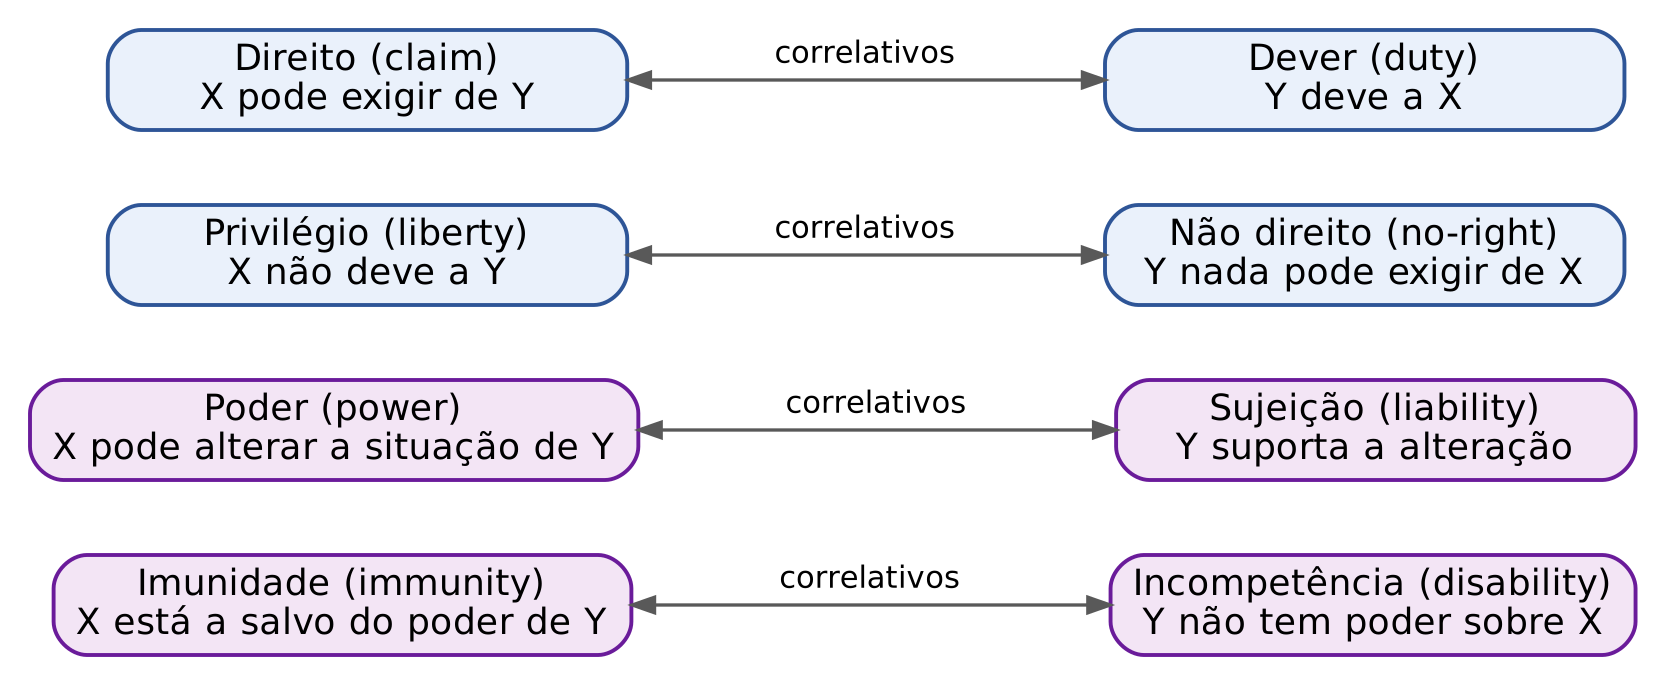 Direito (claim)
X pode exigir de Y
correlativos
Dever (duty)
Y deve a X
Privilégio (liberty)
X não deve a Y
correlativos
Não direito (no-right)
Y nada pode exigir de X
Poder (power)
X pode alterar a situação de Y
correlativos
Sujeição (liability)
Y suporta a alteração
Imunidade (immunity)
X está a salvo do poder de Y
correlativos
Incompetência (disability)
Y não tem poder sobre X